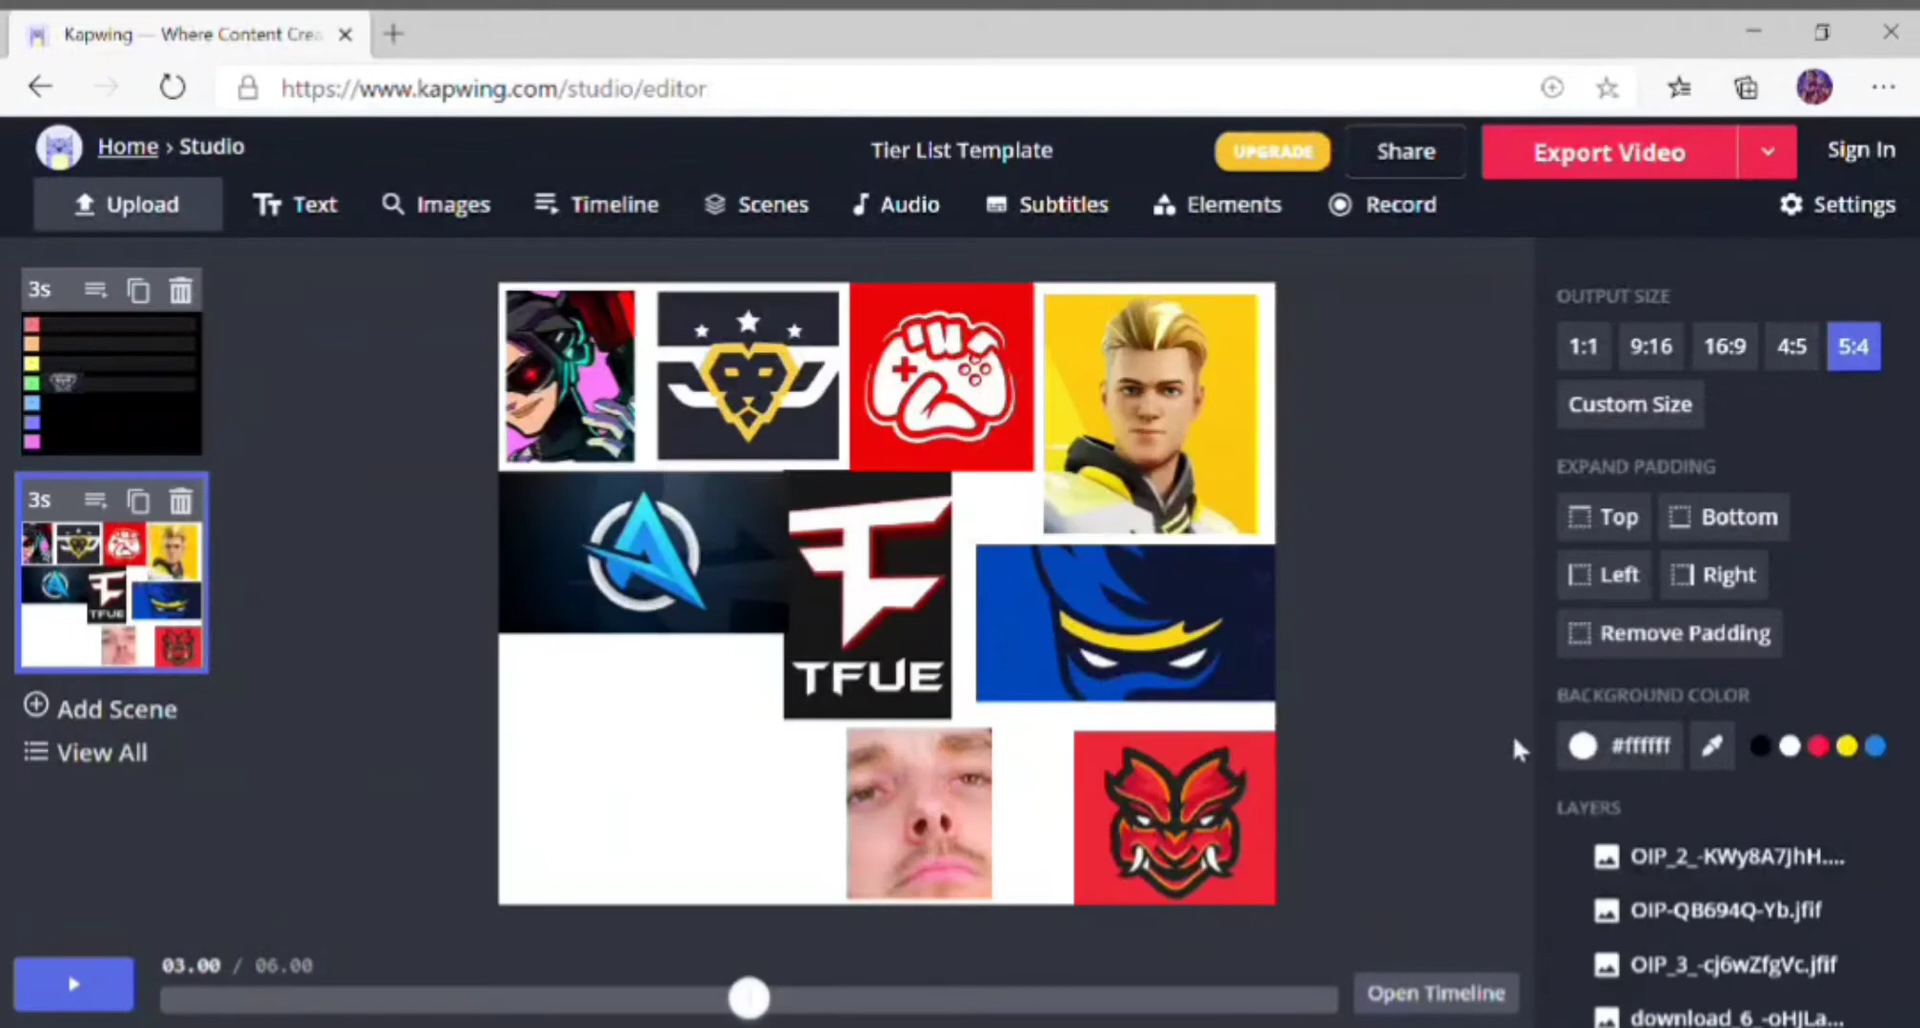 Kapwing — Where Content Crea
https://www.kapwing.com/studio/editor
Home › Studio
Tier List Template
UPGRADE
Share
Export Video
Sign In
Upload
Text
Images
Timeline
Scenes
Audio
Subtitles
Elements
Record
Settings
3s
3s
TFUE
Add Scene
View All
TFUE
OUTPUT SIZE
1:1
9:16
16:9
4:5
5:4
Custom Size
EXPAND PADDING
Top
Bottom
Left
Right
Remove Padding
BACKGROUND COLOR
#ffffff
LAYERS
OIP_2_-KWy8A7JhH....
OIP-QB694Q-Yb.jfif
OIP_3_-cj6wZfgVc.jfif
download_6_-oHJLa...
03.00 / 06.00
Open Timeline